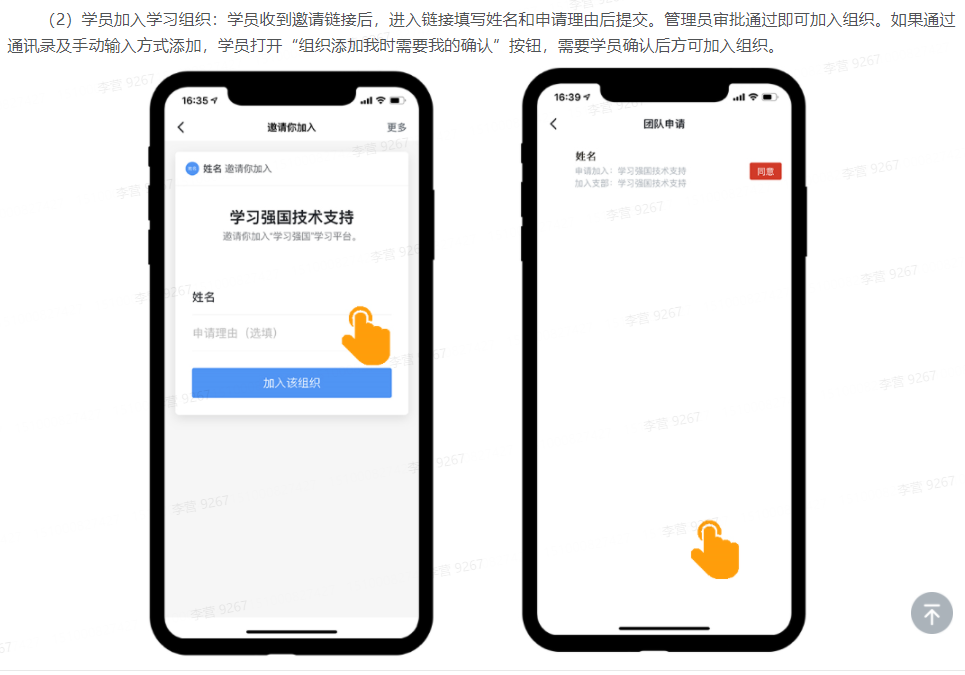 （2）学员加入学习组织：学员收到邀请链接后，进入链接填写姓名和申请理由后提交。管理员审批通过即可加入组织。如果通过
通讯录及手动输入方式添加，学员打开“组织添加我时需要我的确认”按钮，需要学员确认后方可加入组织。
16:35
邀请你加入
更多
姓名 邀请你加入
学习强国技术支持
邀请你加入“学习强国”学习平台。
姓名
申请理由（选填）
加入该组织
16:39
团队申请
姓名
申请加入：学习强国技术支持
同意
加入支部：学习强国技术支持
李营 9267